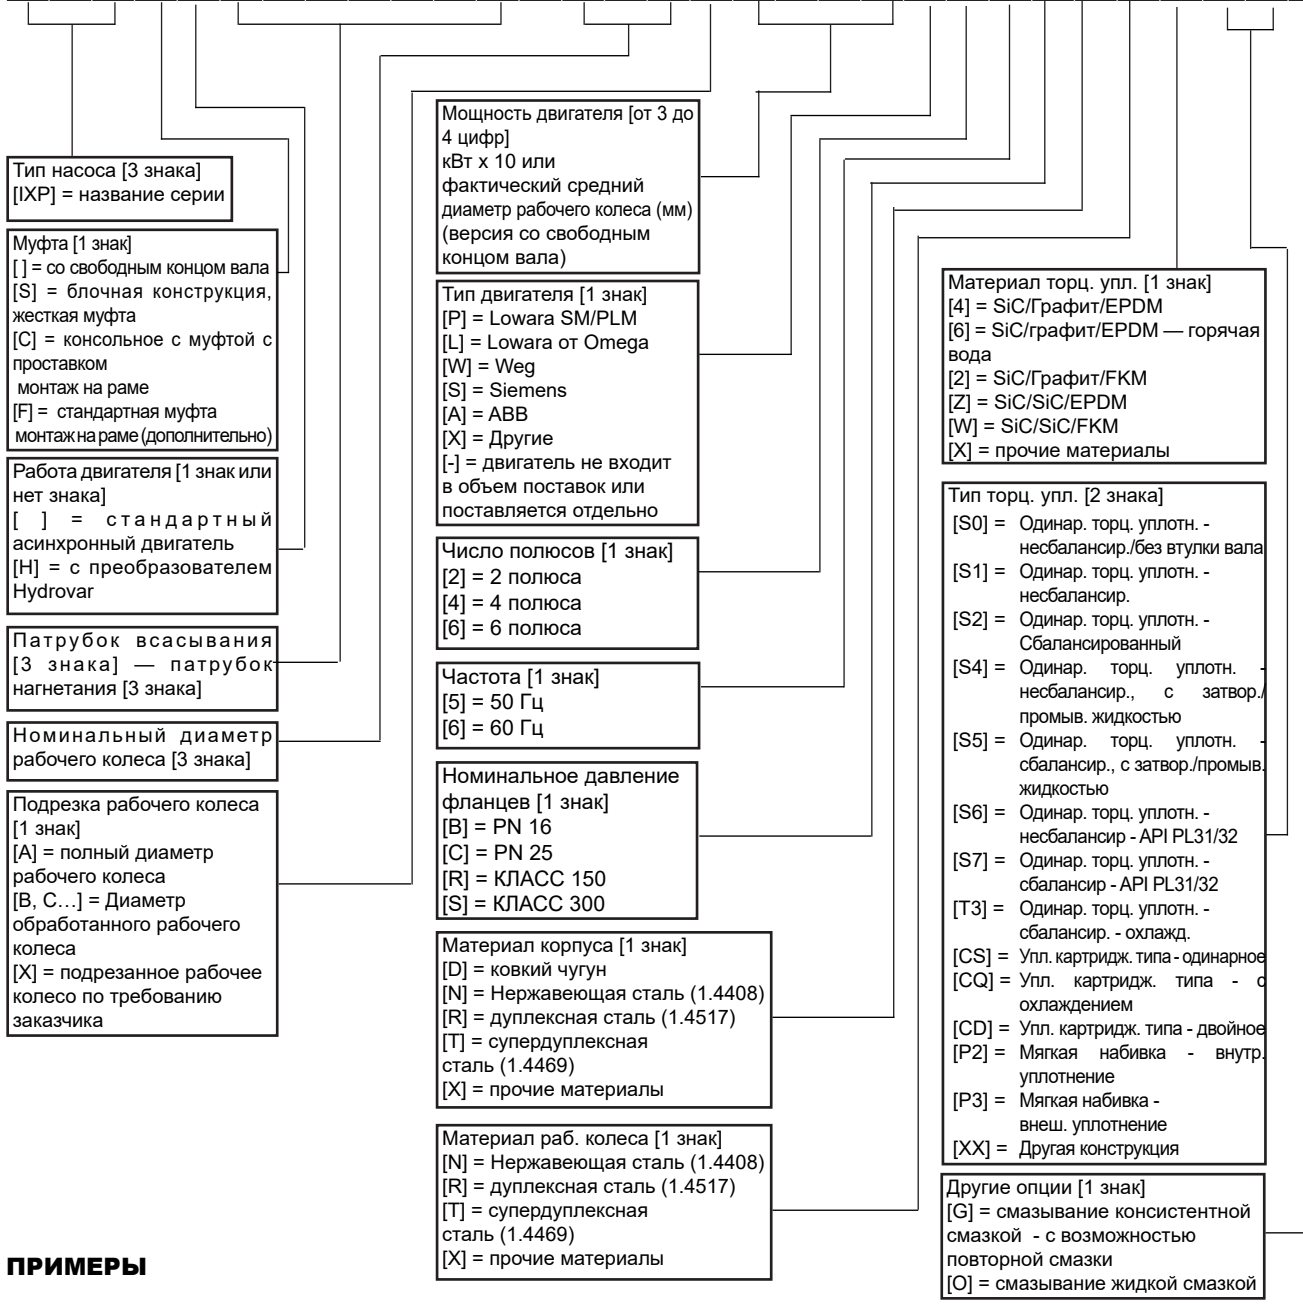 Тип насоса [3 знака]
[IXP] = название серии
Муфта [1 знак]
[ ] = со свободным концом вала
[S] = блочная конструкция,
жесткая муфта
[C] = консольное с муфтой с
проставком
монтаж на раме
[F] = стандартная муфта
монтаж на раме (дополнительно)
Работа двигателя [1 знак или
нет знака]
[ ] = стандартный
асинхронный двигатель
[H] = с преобразователем
Hydrovar
Патрубок всасывания
[3 знака] — патрубок
нагнетания [3 знака]
Номинальный диаметр
рабочего колеса [3 знака]
Подрезка рабочего колеса
[1 знак]
[A] = полный диаметр
рабочего колеса
[B, C…] = Диаметр
обработанного рабочего
колеса
[X] = подрезанное рабочее
колесо по требованию
заказчика
Мощность двигателя [от 3 до
4 цифр]
кВт x 10 или
фактический средний
диаметр рабочего колеса (мм)
(версия со свободным
концом вала)
Тип двигателя [1 знак]
[P] = Lowara SM/PLM
[L] = Lowara от Omega
[W] = Weg
[S] = Siemens
[A] = ABB
[X] = Другие
[-] = двигатель не входит
в объем поставок или
поставляется отдельно
Число полюсов [1 знак]
[2] = 2 полюса
[4] = 4 полюса
[6] = 6 полюса
Частота [1 знак]
[5] = 50 Гц
[6] = 60 Гц
Номинальное давление
фланцев [1 знак]
[B] = PN 16
[C] = PN 25
[R] = КЛАСС 150
[S] = КЛАСС 300
Материал корпуса [1 знак]
[D] = ковкий чугун
[N] = Нержавеющая сталь (1.4408)
[R] = дуплексная сталь (1.4517)
[T] = супердуплексная
сталь (1.4469)
[X] = прочие материалы
Материал раб. колеса [1 знак]
[N] = Нержавеющая сталь (1.4408)
[R] = дуплексная сталь (1.4517)
[T] = супердуплексная
сталь (1.4469)
[X] = прочие материалы
Материал торц. упл. [1 знак]
[4] = SiC/Графит/EPDM
[6] = SiC/графит/EPDM — горячая
вода
[2] = SiC/Графит/FKM
[Z] = SiC/SiC/EPDM
[W] = SiC/SiC/FKM
[X] = прочие материалы
Тип торц. упл. [2 знака]
[S0] = Одинар. торц. уплотн. -
несбалансир./без втулки вала
[S1] = Одинар. торц. уплотн. -
несбалансир.
[S2] = Одинар. торц. уплотн. -
Сбалансированный
[S4] = Одинар. торц. уплотн. -
несбалансир., с затвор./
промыв. жидкостью
[S5] = Одинар. торц. уплотн. -
сбалансир., с затвор./промыв.
жидкостью
[S6] = Одинар. торц. уплотн. -
несбалансир - API PL31/32
[S7] = Одинар. торц. уплотн. -
сбалансир - API PL31/32
[T3] = Одинар. торц. уплотн. -
сбалансир. - охлажд.
[CS] = Упл. картридж. типа - одинарное
[CQ] = Упл. картридж. типа - с
охлаждением
[CD] = Упл. картридж. типа - двойное
[P2] = Мягкая набивка - внутр.
уплотнение
[P3] = Мягкая набивка -
внеш. уплотнение
[XX] = Другая конструкция
Другие опции [1 знак]
[G] = смазывание консистентной
смазкой - с возможностью
повторной смазки
[O] = смазывание жидкой смазкой
ПРИМЕРЫ